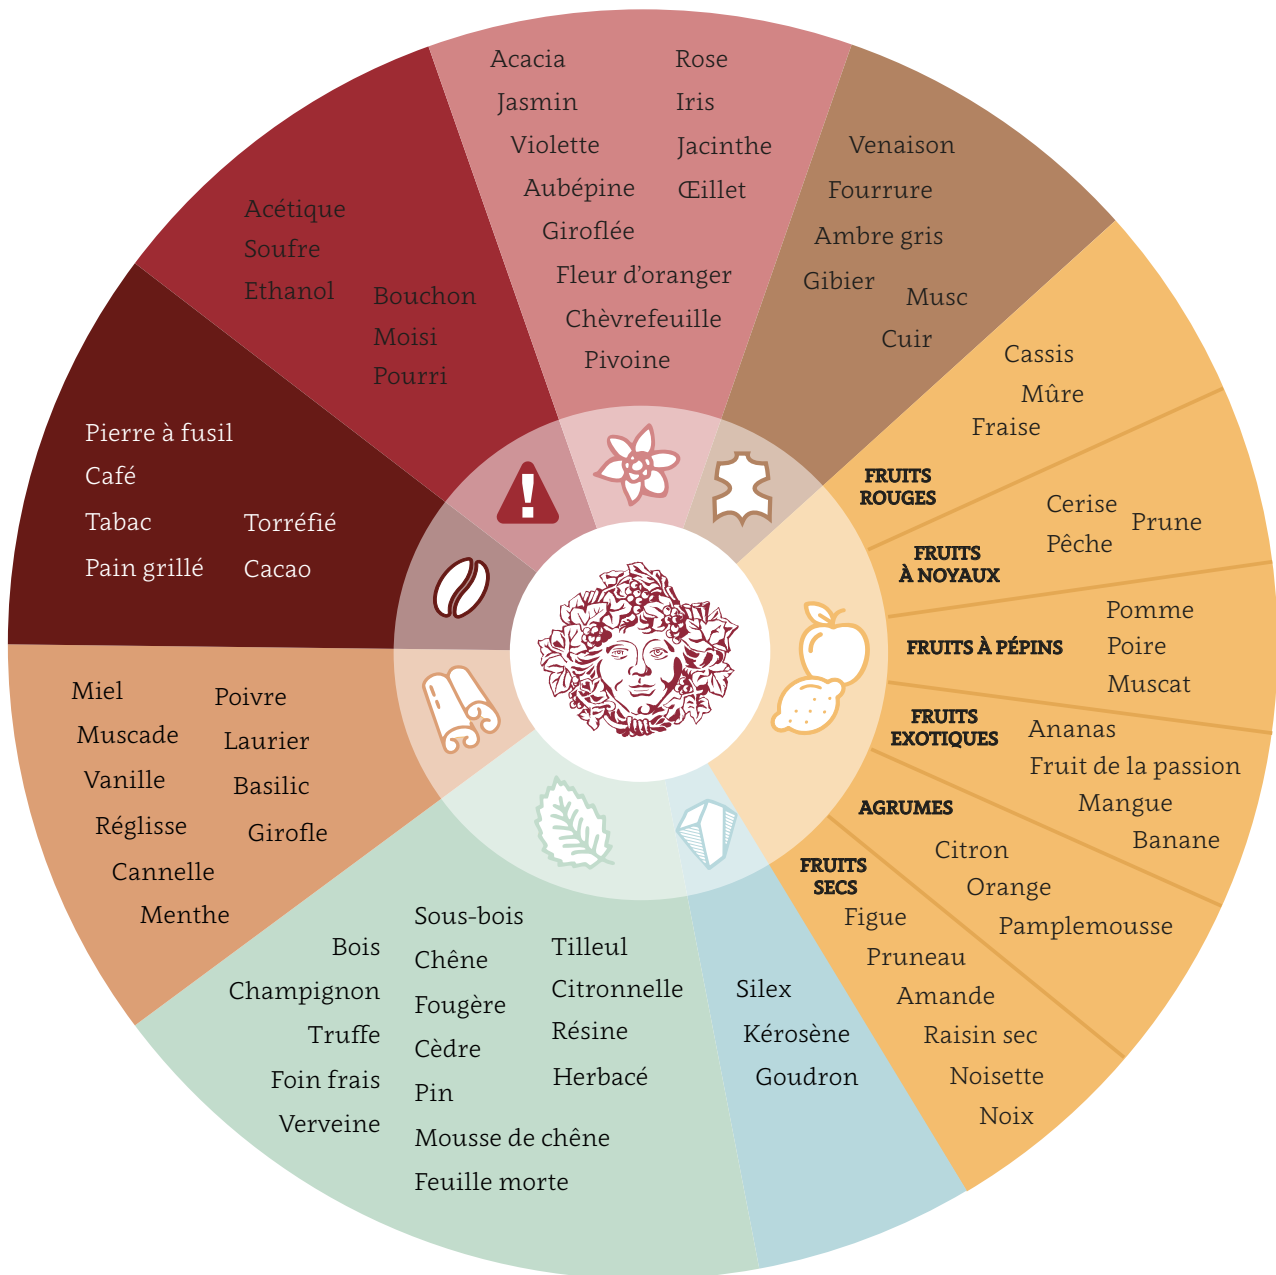 Acacia
Jasmin
Violette
Aubépine
Giroflée
Fleur d’oranger
Chèvrefeuille
Pivoine
Rose
Iris
Jacinthe
Œillet
Venaison
Fourrure
Ambre gris
Gibier
Musc
Cuir
Cassis
Mûre
Fraise
FRUITS
ROUGES
Cerise
Pêche
Prune
FRUITS
À NOYAUX
Pomme
Poire
Muscat
FRUITS À PÉPINS
FRUITS
EXOTIQUES
Ananas
Fruit de la passion
Mangue
Banane
AGRUMES
Citron
Orange
Pamplemousse
FRUITS
SECS
Figue
Pruneau
Amande
Raisin sec
Noisette
Noix
Silex
Kérosène
Goudron
Sous-bois
Chêne
Fougère
Cèdre
Pin
Mousse de chêne
Feuille morte
Tilleul
Citronnelle
Résine
Herbacé
Bois
Champignon
Truffe
Foin frais
Verveine
Miel
Muscade
Vanille
Réglisse
Cannelle
Menthe
Poivre
Laurier
Basilic
Girofle
Pierre à fusil
Café
Tabac
Pain grillé
Torréfié
Cacao
Acétique
Soufre
Ethanol
Bouchon
Moisi
Pourri
!